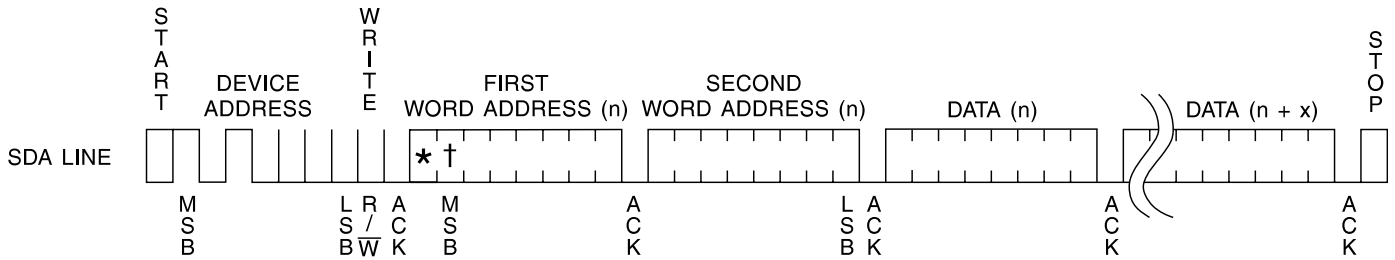 START
WRITE
STOP
DEVICE
ADDRESS
FIRST
WORD ADDRESS (n)
SECOND
WORD ADDRESS (n)
DATA (n)
DATA (n + x)
SDA LINE
* †
MSB
LSB
R/W̅
ACK
MSB
ACK
LSB
ACK
ACK
ACK